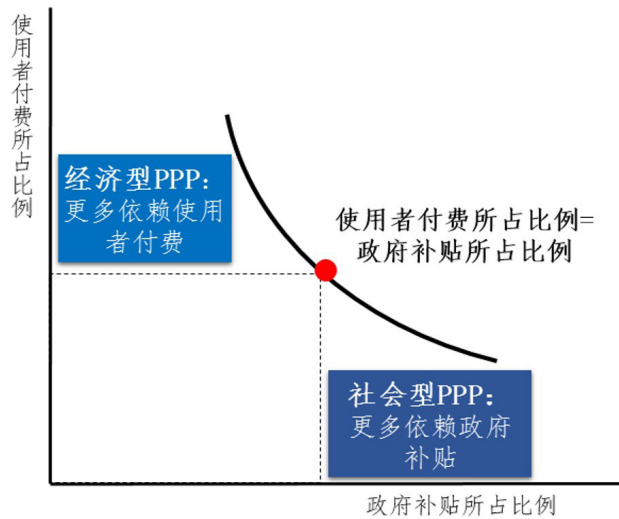 使用者付费所占比例
经济型PPP：
更多依赖使用
者付费
使用者付费所占比例=
政府补贴所占比例
社会型PPP：
更多依赖政府
补贴
政府补贴所占比例